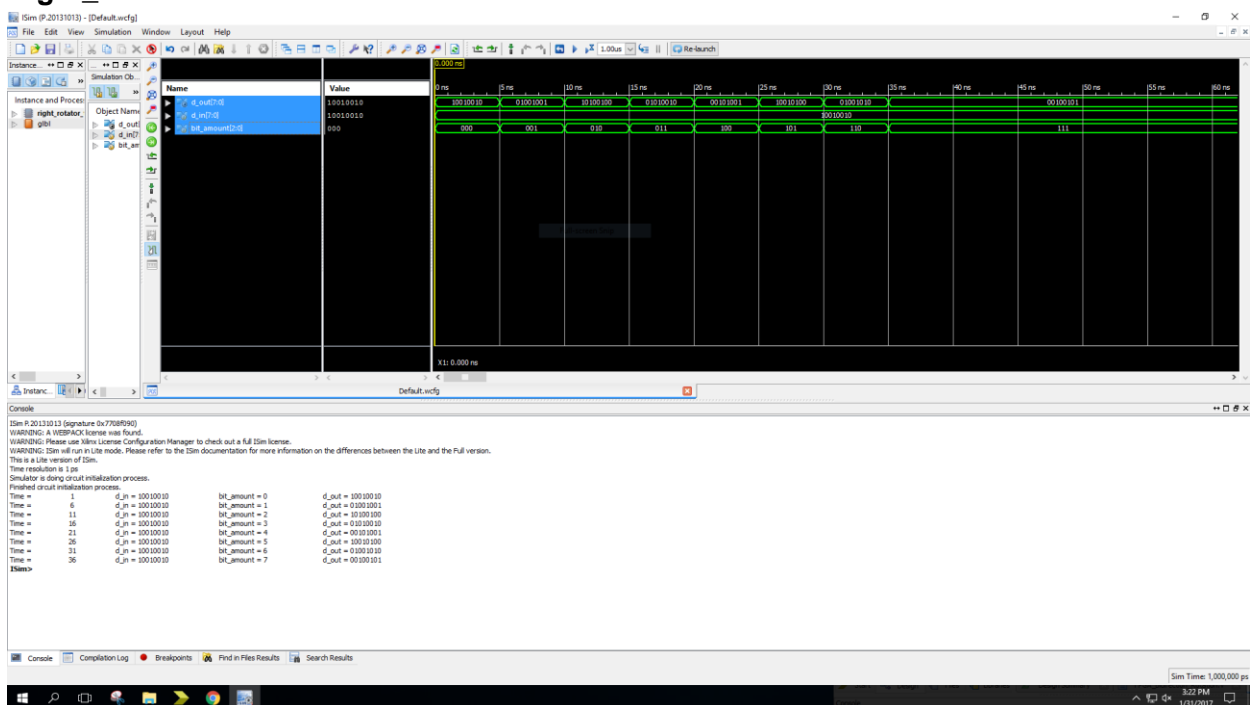 ISim (P.20131013) - [Default.wcfg]
File Edit View Simulation Window Layout Help
1.00us Re-launch
Instance...
Simulation Ob...
Instance and Process
right_rotator_
glbl
Object Name
d_out[
d_in[7:
bit_am
Name Value
d_out[7:0] 10010010
d_in[7:0] 10010010
bit_amount[2:0] 000
0.000 ns
0 ns 5 ns 10 ns 15 ns 20 ns 25 ns 30 ns 35 ns 40 ns 45 ns 50 ns 55 ns 60 ns
10010010 01001001 10100100 01010010 00101001 10010100 01001010 00100101
10010010
000 001 010 011 100 101 110 111
X1: 0.000 ns
Instanc...
Default.wcfg
Console
ISim P.20131013 (signature 0x7708f090)
WARNING: A WEBPACK license was found.
WARNING: Please use Xilinx License Configuration Manager to check out a full ISim license.
WARNING: ISim will run in Lite mode. Please refer to the ISim documentation for more information on the differences between the Lite and the Full version.
This is a Lite version of ISim.
Time resolution is 1 ps
Simulator is doing circuit initialization process.
Finished circuit initialization process.
Time = 1 d_in = 10010010 bit_amount = 0 d_out = 10010010
Time = 6 d_in = 10010010 bit_amount = 1 d_out = 01001001
Time = 11 d_in = 10010010 bit_amount = 2 d_out = 10100100
Time = 16 d_in = 10010010 bit_amount = 3 d_out = 01010010
Time = 21 d_in = 10010010 bit_amount = 4 d_out = 00101001
Time = 26 d_in = 10010010 bit_amount = 5 d_out = 10010100
Time = 31 d_in = 10010010 bit_amount = 6 d_out = 01001010
Time = 36 d_in = 10010010 bit_amount = 7 d_out = 00100101
ISim>
Console Compilation Log Breakpoints Find in Files Results Search Results
Sim Time: 1,000,000 ps
3:22 PM
1/31/2017